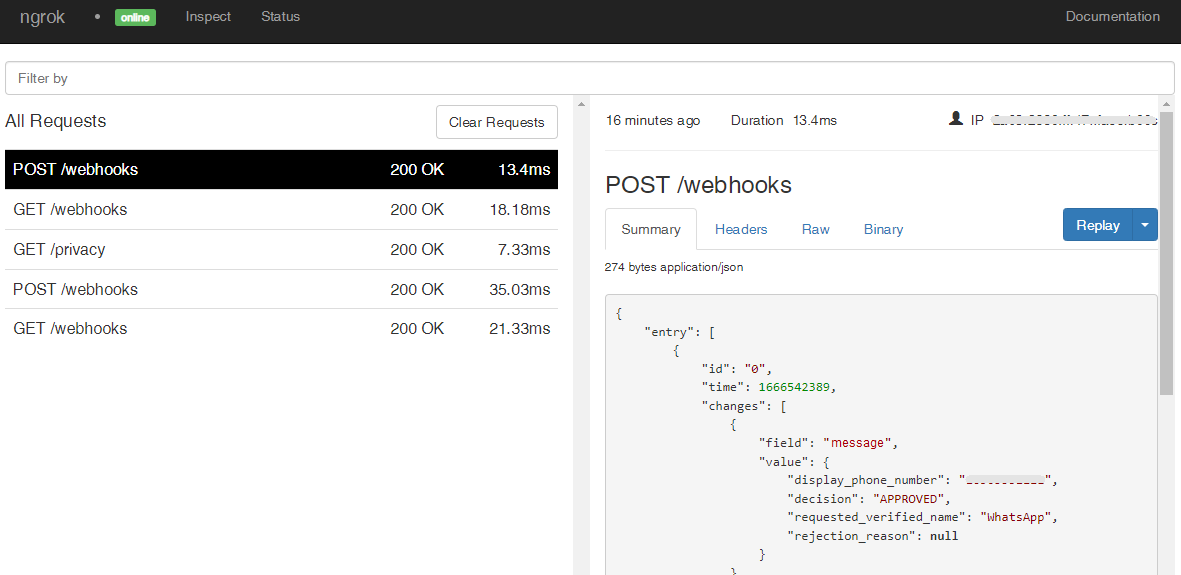 ngrok • online Inspect Status Documentation
Filter by
All Requests Clear Requests
POST /webhooks 200 OK 13.4ms
GET /webhooks 200 OK 18.18ms
GET /privacy 200 OK 7.33ms
POST /webhooks 200 OK 35.03ms
GET /webhooks 200 OK 21.33ms
16 minutes ago Duration 13.4ms IP
POST /webhooks
Summary Headers Raw Binary Replay
274 bytes application/json
{
"entry": [
{
"id": "0",
"time": 1666542389,
"changes": [
{
"field": "message",
"value": {
"display_phone_number": "",
"decision": "APPROVED",
"requested_verified_name": "WhatsApp",
"rejection_reason": null
}
}